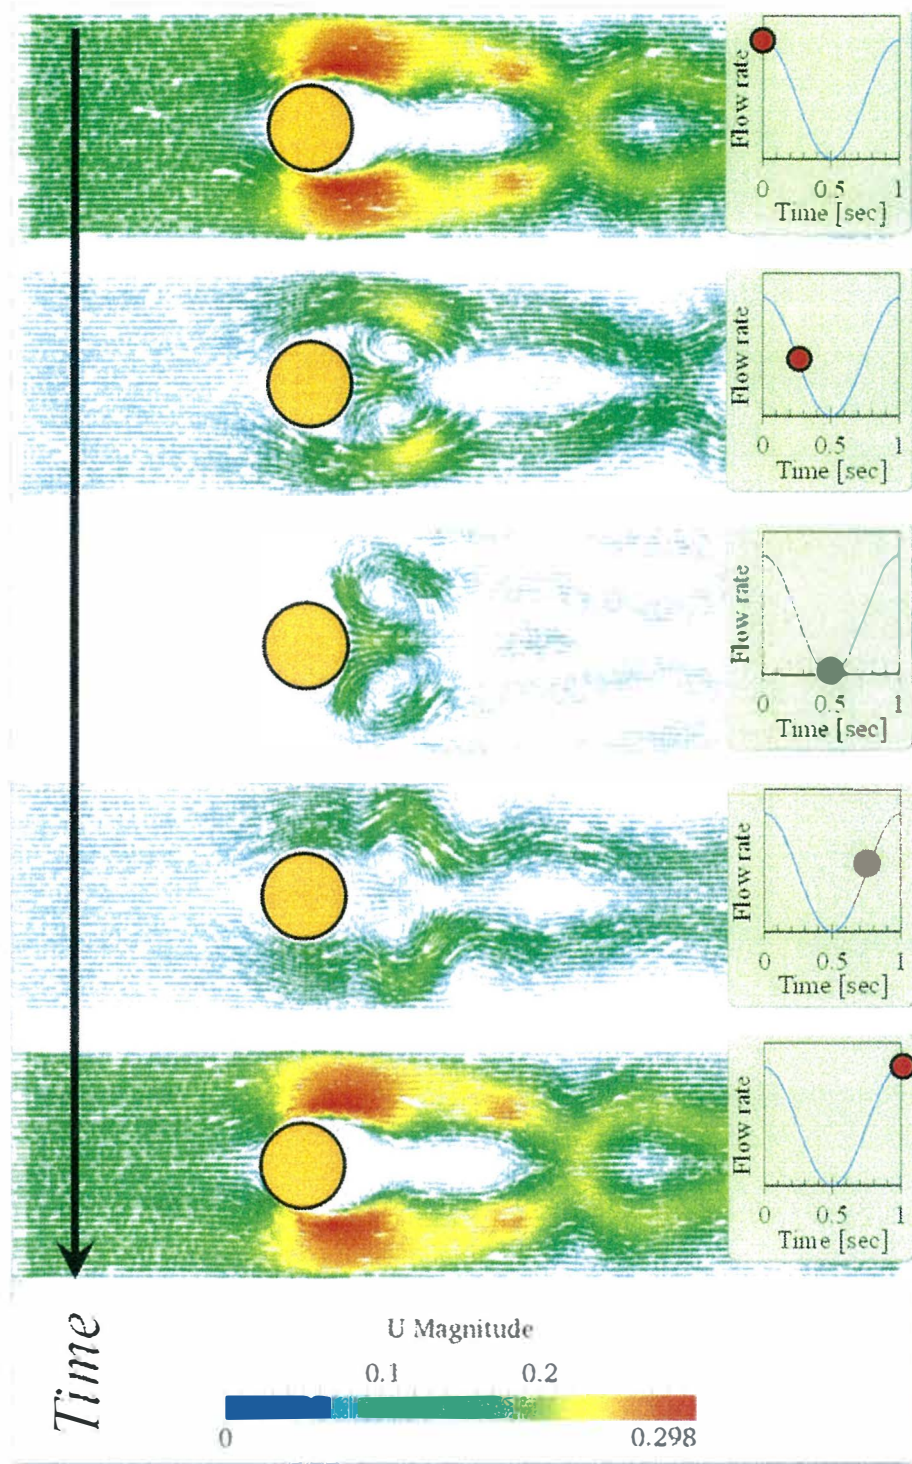 Flow rate
0 0.5 1
Time [sec]
Flow rate
0 0.5 1
Time [sec]
Flow rate
0 0.5 1
Time [sec]
Flow rate
0 0.5 1
Time [sec]
Flow rate
0 0.5 1
Time [sec]
Time
U Magnitude
0.1 0.2
0 0.298